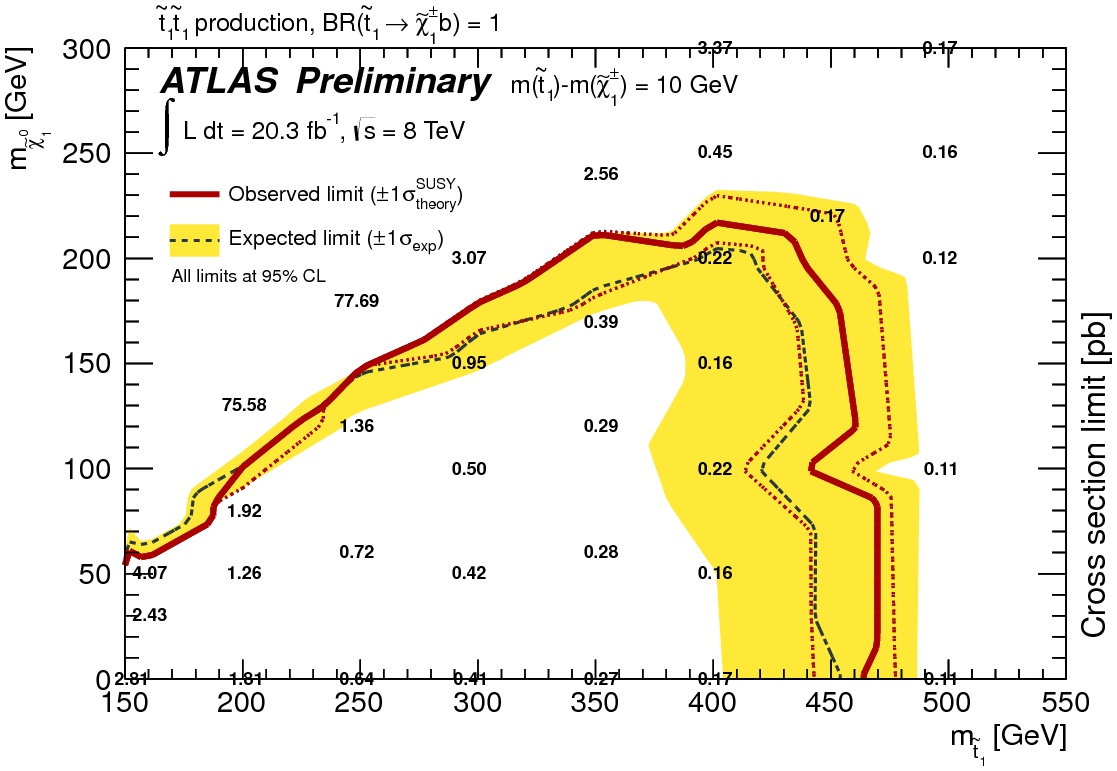 t̃₁t̃₁ production, BR(t̃₁ → χ̃₁±b) = 1
ATLAS Preliminary m(t̃₁)-m(χ̃₁±) = 10 GeV
∫ L dt = 20.3 fb⁻¹, √s = 8 TeV
Observed limit (±1σ SUSY theory)
Expected limit (±1σexp)
All limits at 95% CL
m χ̃₁⁰ [GeV]
300
250
200
150
100
50
0
3.37 0.17
0.45 0.16
2.56
0.17
3.07 0.22 0.12
77.69
0.39
0.95 0.16
75.58
1.36 0.29
0.50 0.22 0.11
1.92
0.72 0.28
4.07 1.26 0.42 0.16
2.43
2.81 1.81 0.64 0.41 0.27 0.17 0.11
150 200 250 300 350 400 450 500 550
m t̃₁ [GeV]
Cross section limit [pb]